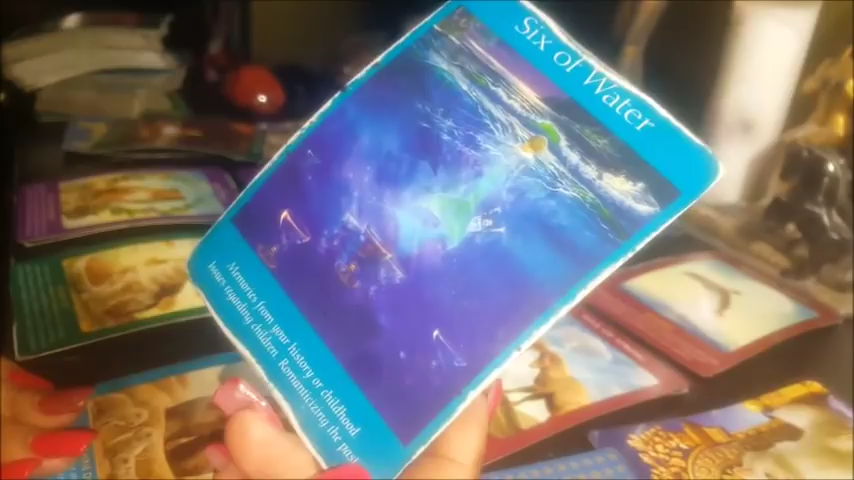 Six of Water
Memories from your history or childhood.
Issues regarding children. Romanticizing the past.